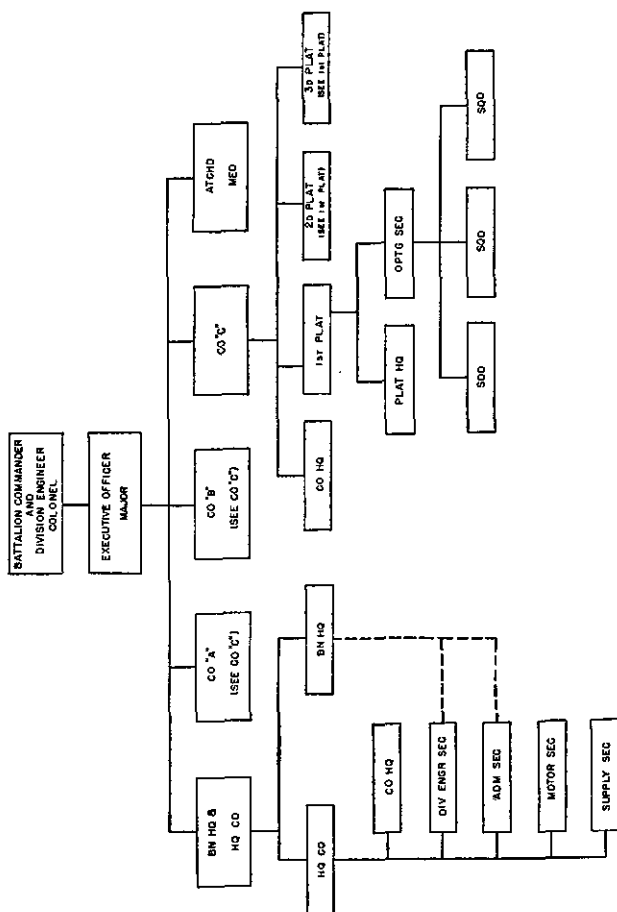 BATTALION COMMANDER
AND
DIVISION ENGINEER
COLONEL
EXECUTIVE OFFICER
MAJOR
BN HQ &
HQ CO
CO "A"
(SEE CO "C")
CO "B"
(SEE CO "C")
CO "C"
ATCHD
MED
HQ CO
BN HQ
CO HQ
1ST PLAT
2D PLAT
(SEE 1st PLAT)
3D PLAT
(SEE 1st PLAT)
CO HQ
DIV ENGR SEC
ADM SEC
MOTOR SEC
SUPPLY SEC
PLAT HQ
OPTG SEC
SQD
SQD
SQD